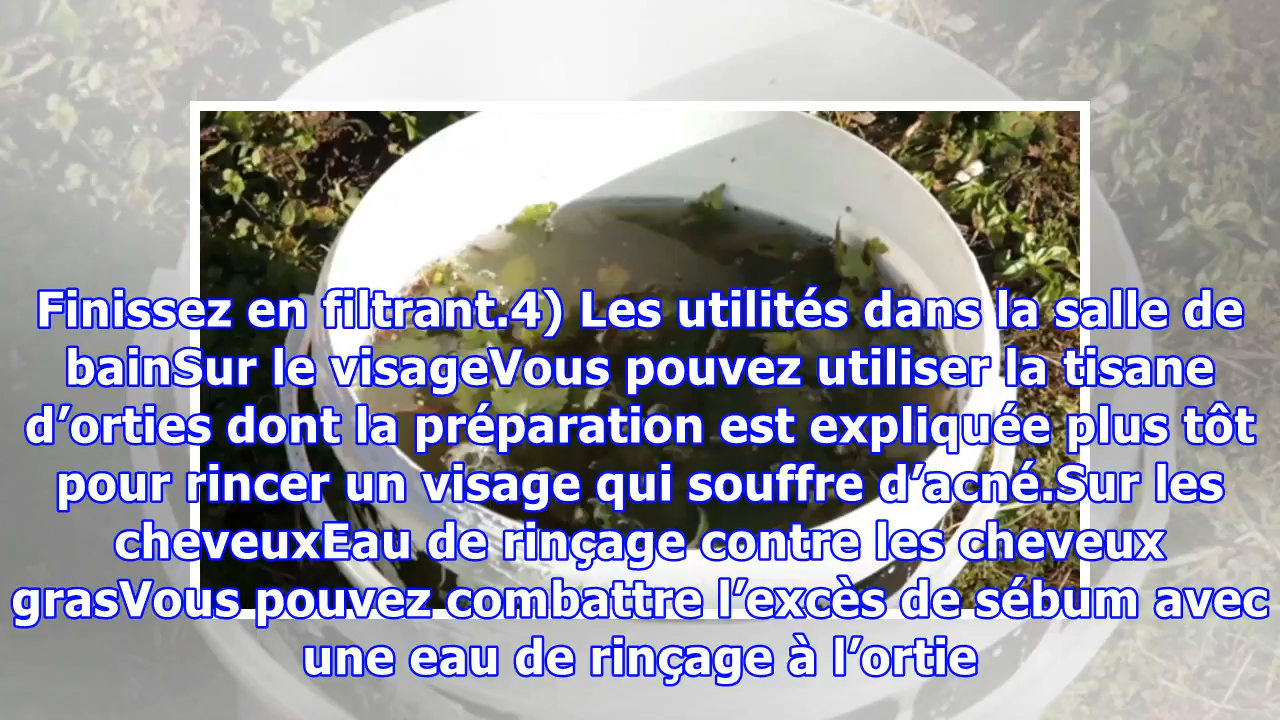 Finissez en filtrant.4) Les utilités dans la salle de
bainSur le visageVous pouvez utiliser la tisane
d’orties dont la préparation est expliquée plus tôt
pour rincer un visage qui souffre d’acné.Sur les
cheveuxEau de rinçage contre les cheveux
grasVous pouvez combattre l’excès de sébum avec
une eau de rinçage à l’ortie